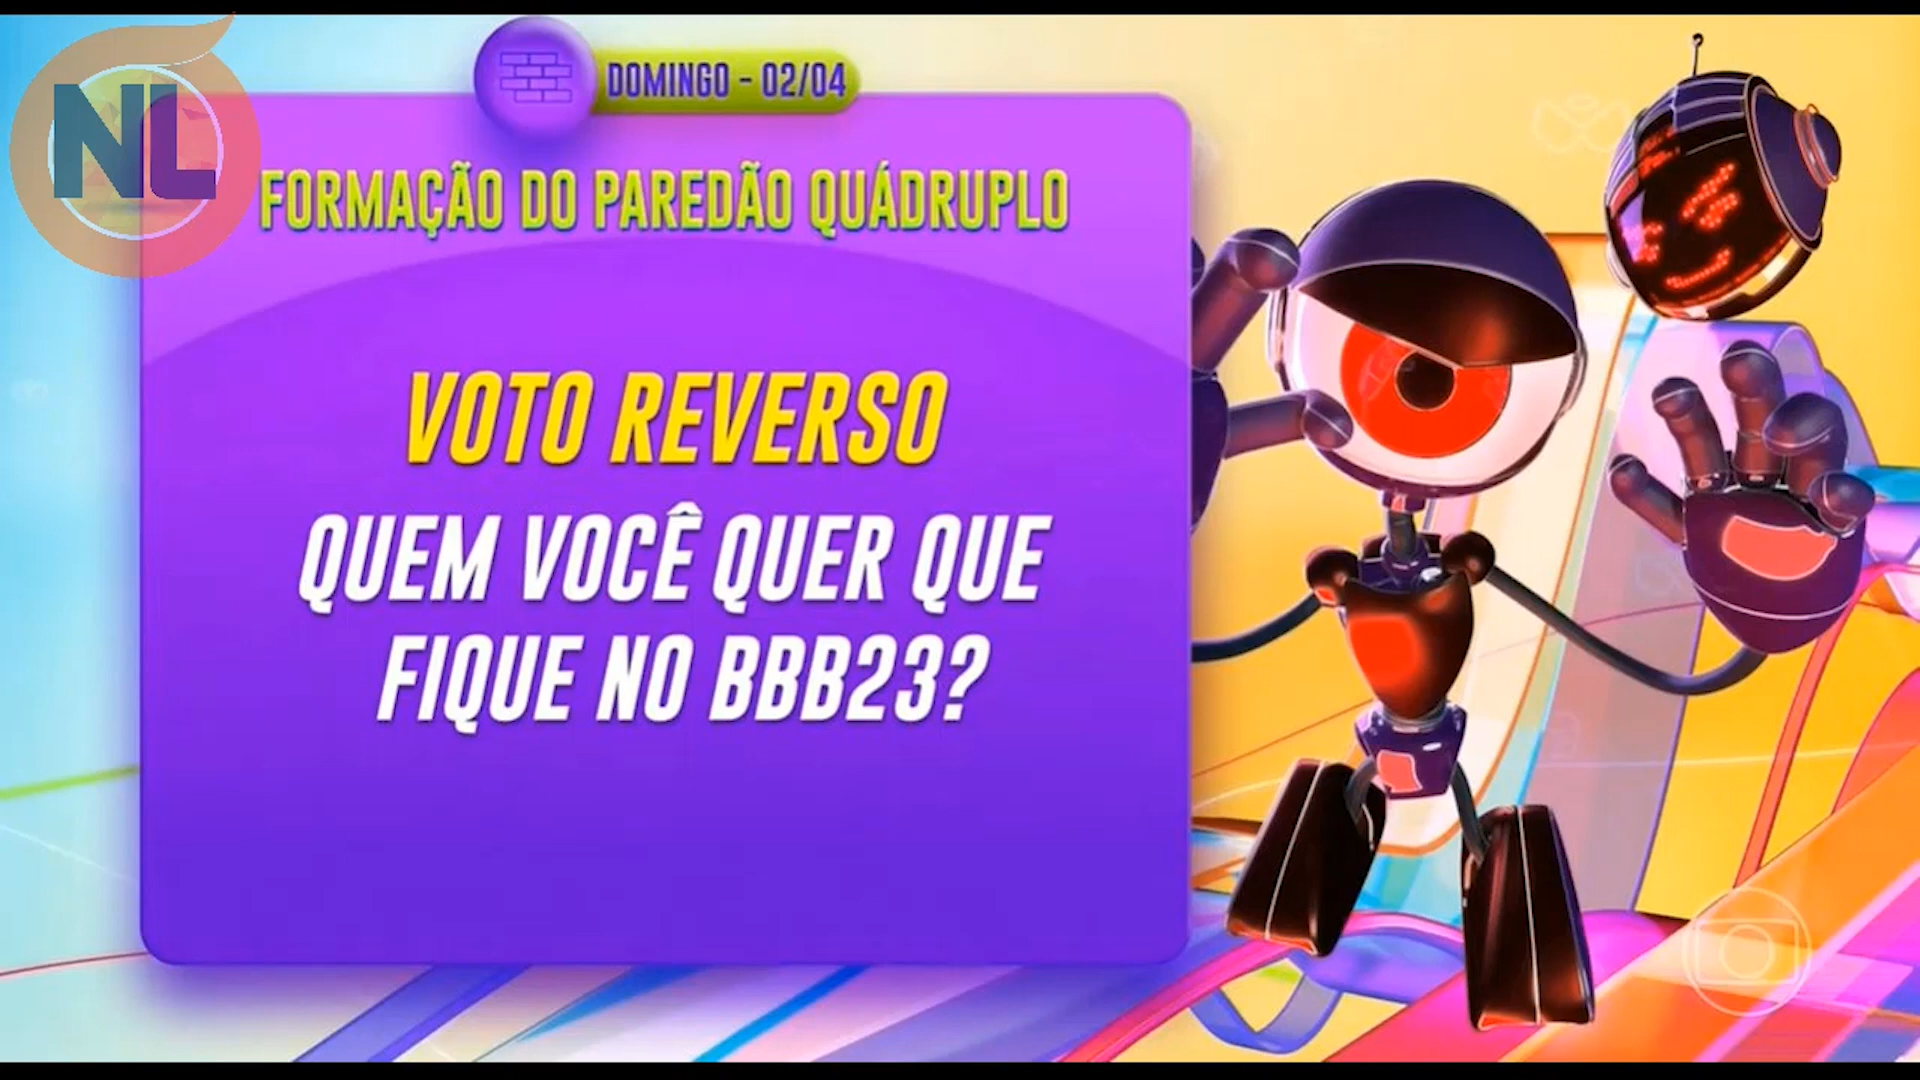 NL
DOMINGO - 02/04
FORMAÇÃO DO PAREDÃO QUÁDRUPLO
VOTO REVERSO
QUEM VOCÊ QUER QUE
FIQUE NO BBB23?